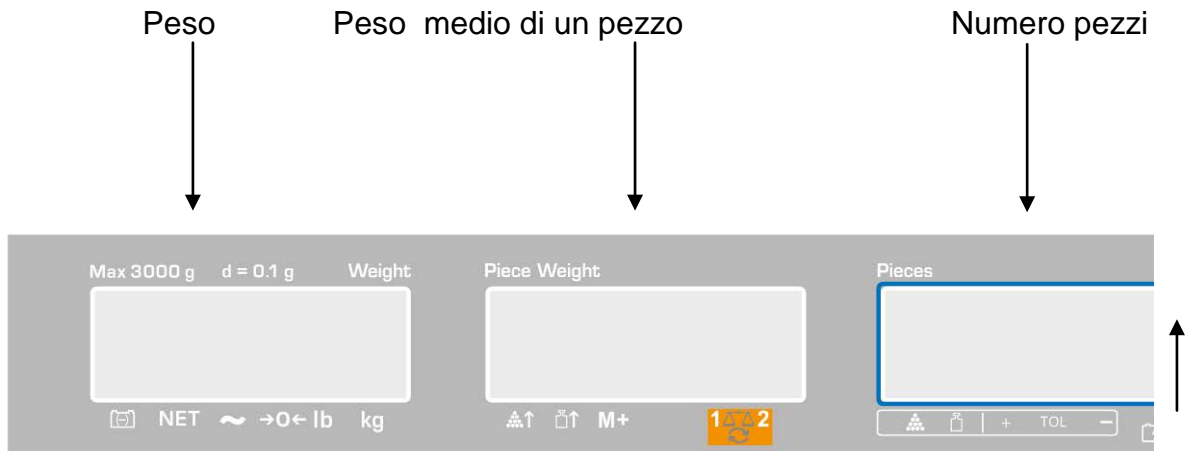 Peso Peso medio di un pezzo Numero pezzi
Max 3000 g d = 0.1 g Weight Piece Weight Pieces
NET ~ →0← lb kg M+ 1 2 + TOL −